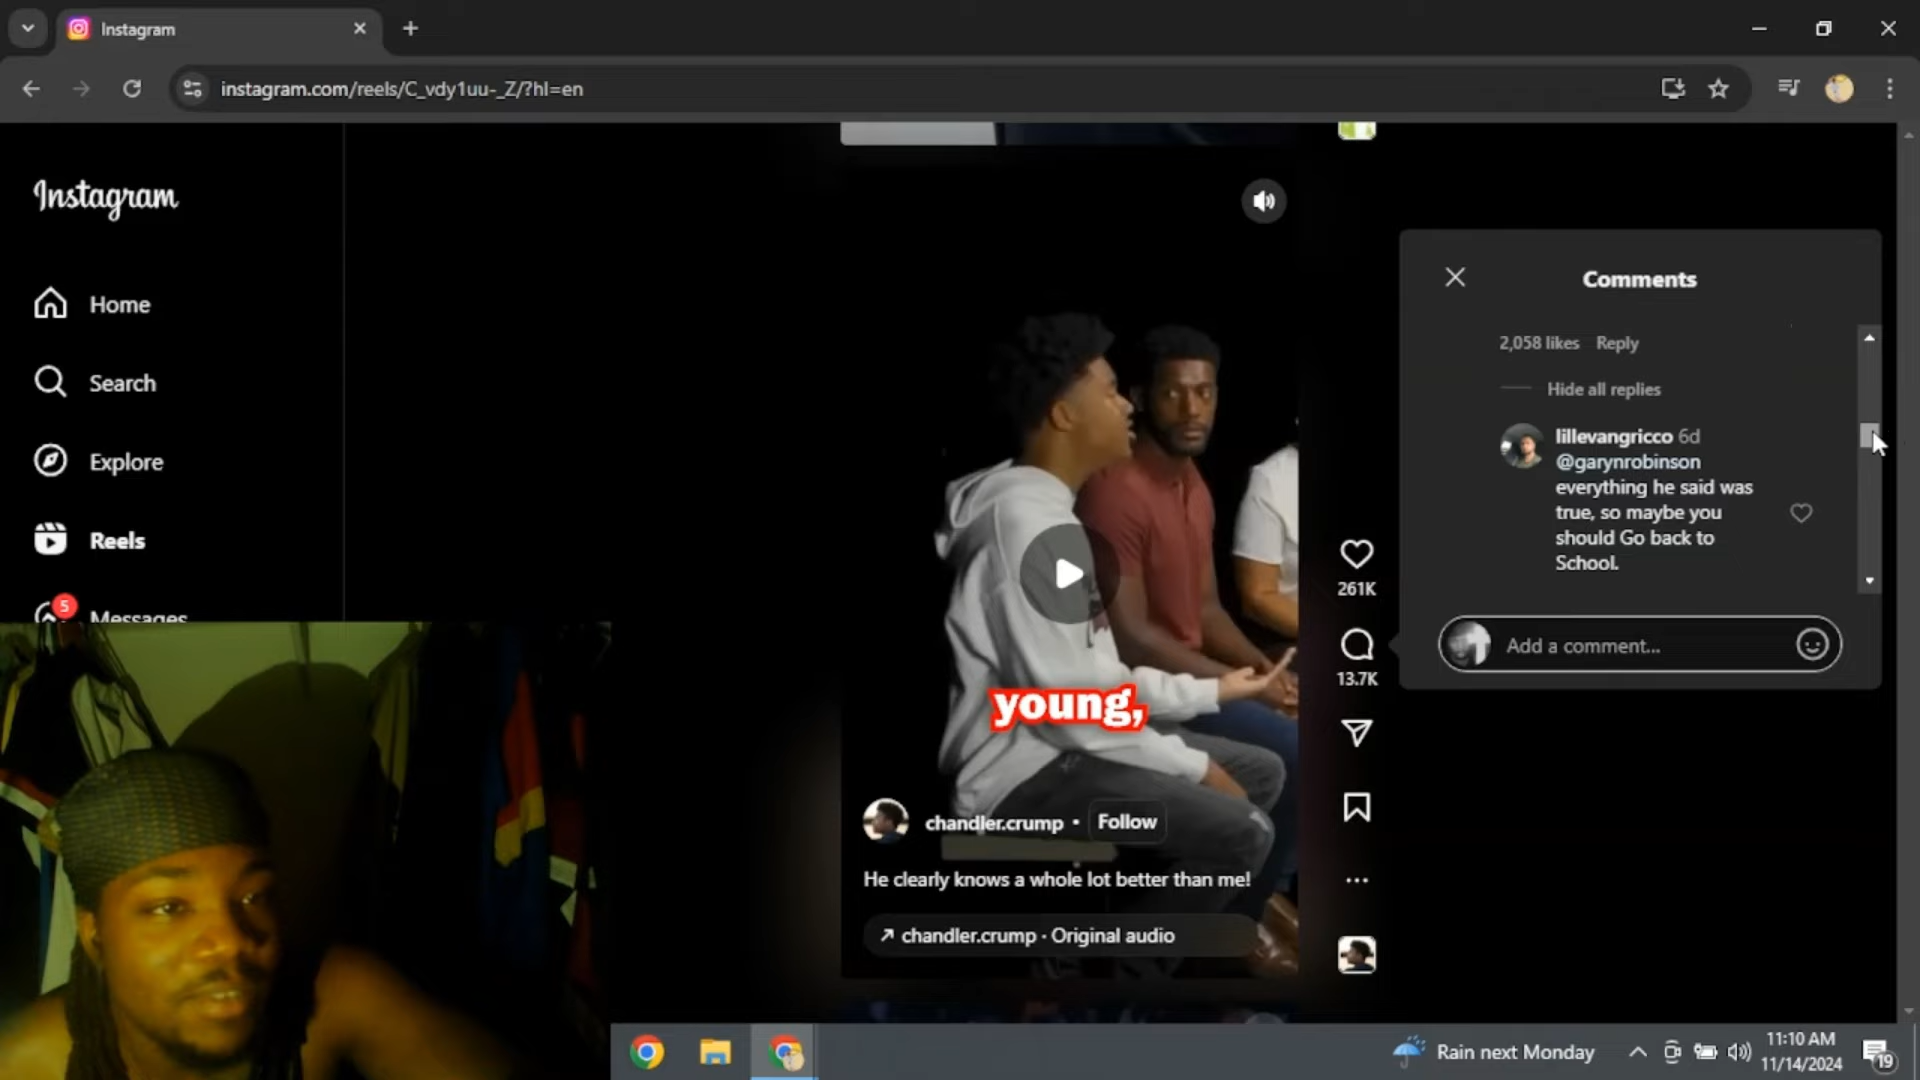 Instagram
instagram.com/reels/C_vdy1uu-_Z/?hl=en
Instagram
Home
Search
Explore
Reels
5
Messages
young,
chandler.crump • Follow
He clearly knows a whole lot better than me!
chandler.crump · Original audio
261K
13.7K
Comments
2,058 likes Reply
Hide all replies
lillevangricco 6d
@garynrobinson
everything he said was
true, so maybe you
should Go back to
School.
Add a comment...
Rain next Monday
11:10 AM
11/14/2024
19